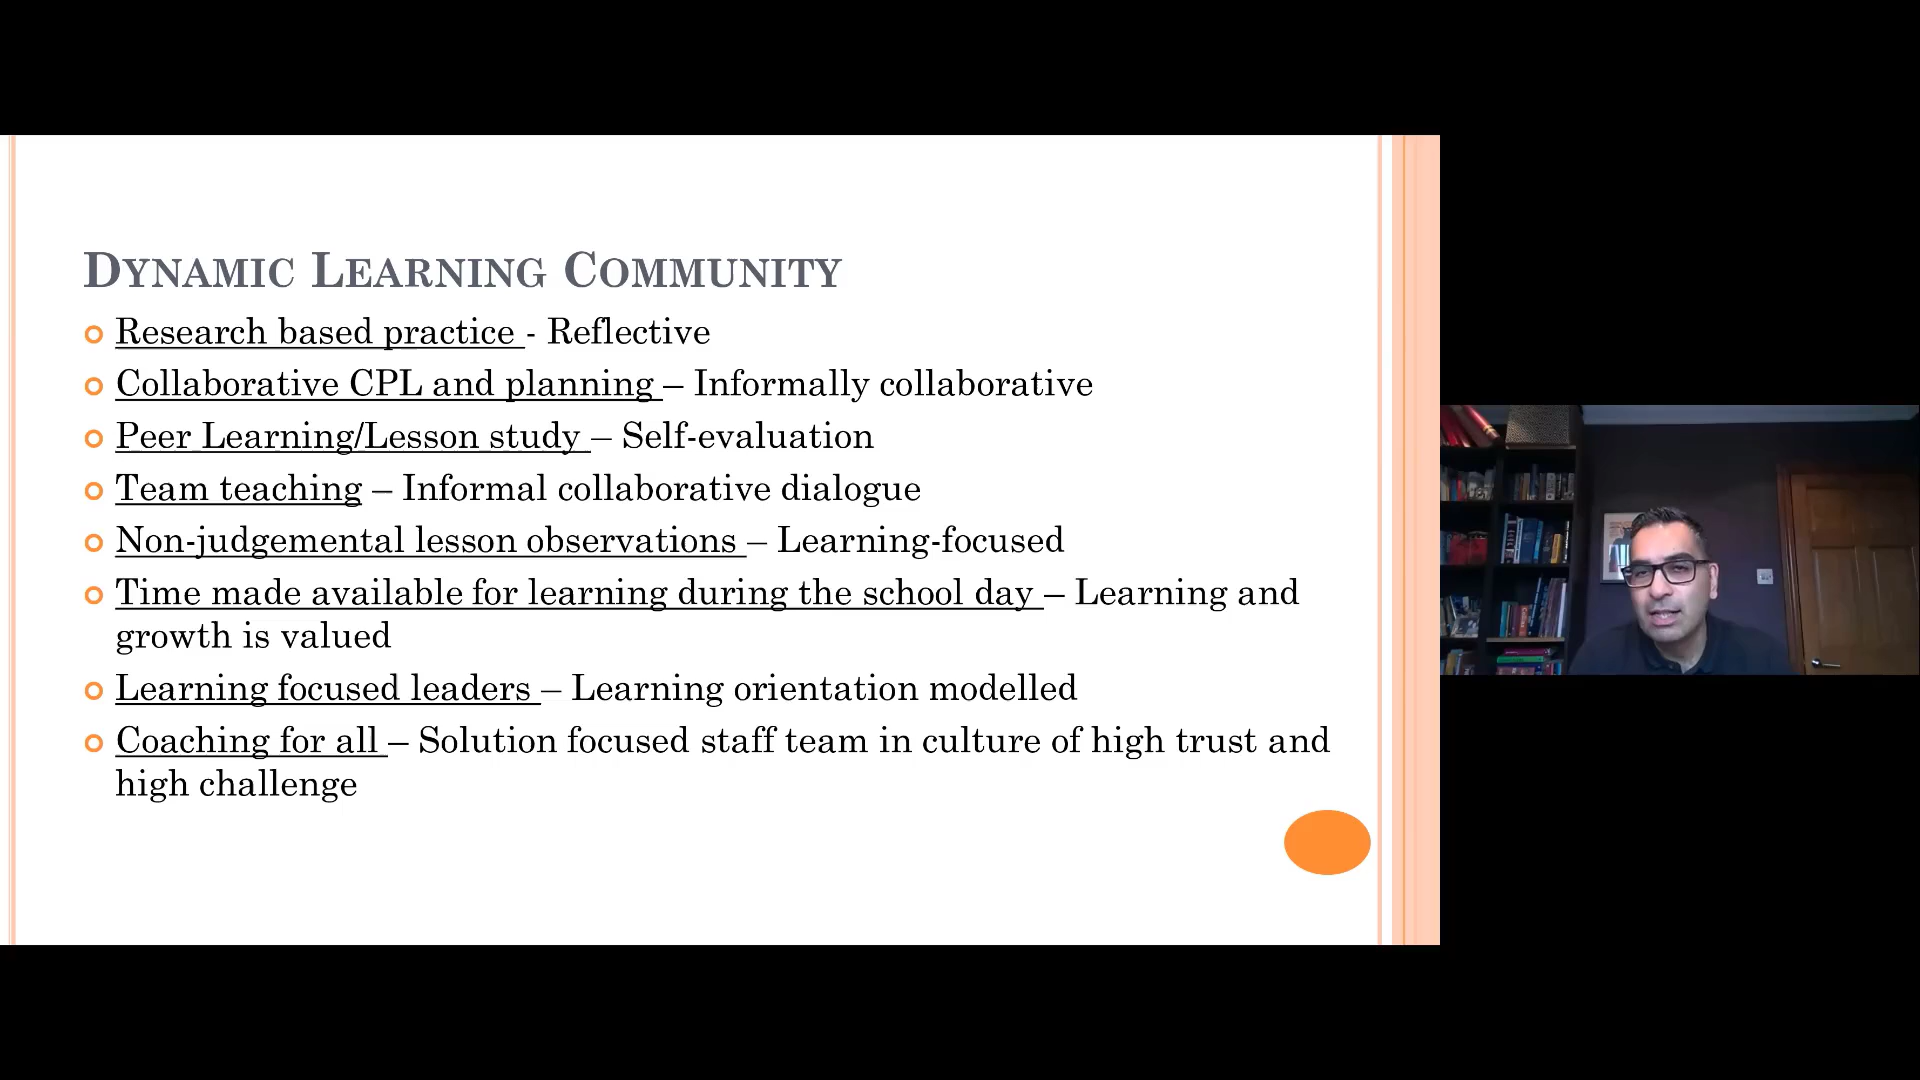 Dynamic Learning Community
Research based practice - Reflective
Collaborative CPL and planning – Informally collaborative
Peer Learning/Lesson study – Self-evaluation
Team teaching – Informal collaborative dialogue
Non-judgemental lesson observations – Learning-focused
Time made available for learning during the school day – Learning and
growth is valued
Learning focused leaders – Learning orientation modelled
Coaching for all – Solution focused staff team in culture of high trust and
high challenge